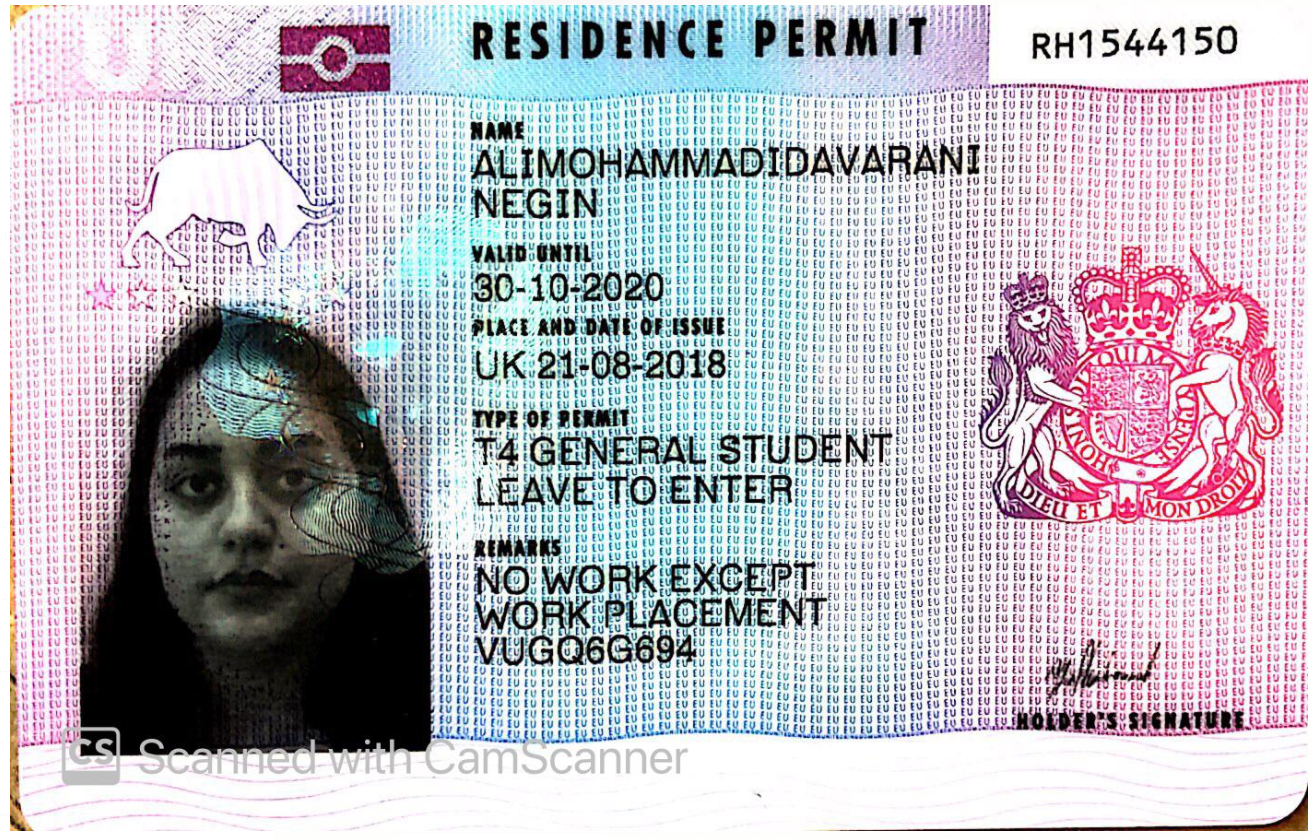 RESIDENCE PERMIT
RH1544150
NAME
ALIMOHAMMADIDAVARANI
NEGIN
VALID UNTIL
30-10-2020
PLACE AND DATE OF ISSUE
UK 21-08-2018
TYPE OF PERMIT
T4 GENERAL STUDENT
LEAVE TO ENTER
REMARKS
NO WORK EXCEPT
WORK PLACEMENT
VUGQ6G694
HONI SOIT QUI MAL Y PENSE
DIEU ET MON DROIT
HOLDER'S SIGNATURE
CS Scanned with CamScanner